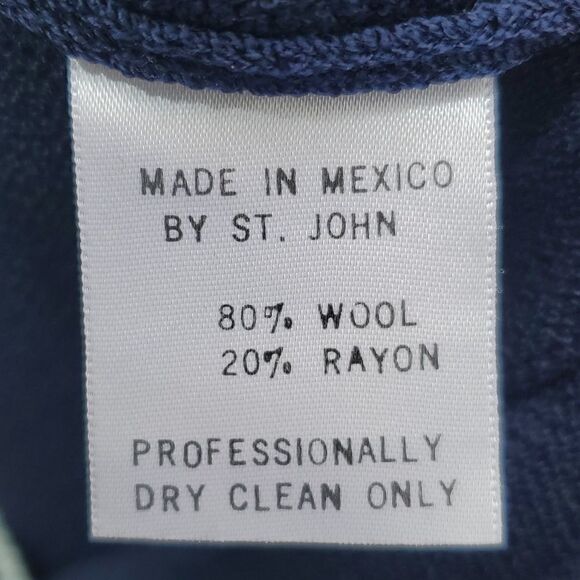 MADE IN MEXICO
BY ST. JOHN
80% WOOL
20% RAYON
PROFESSIONALLY
DRY CLEAN ONLY